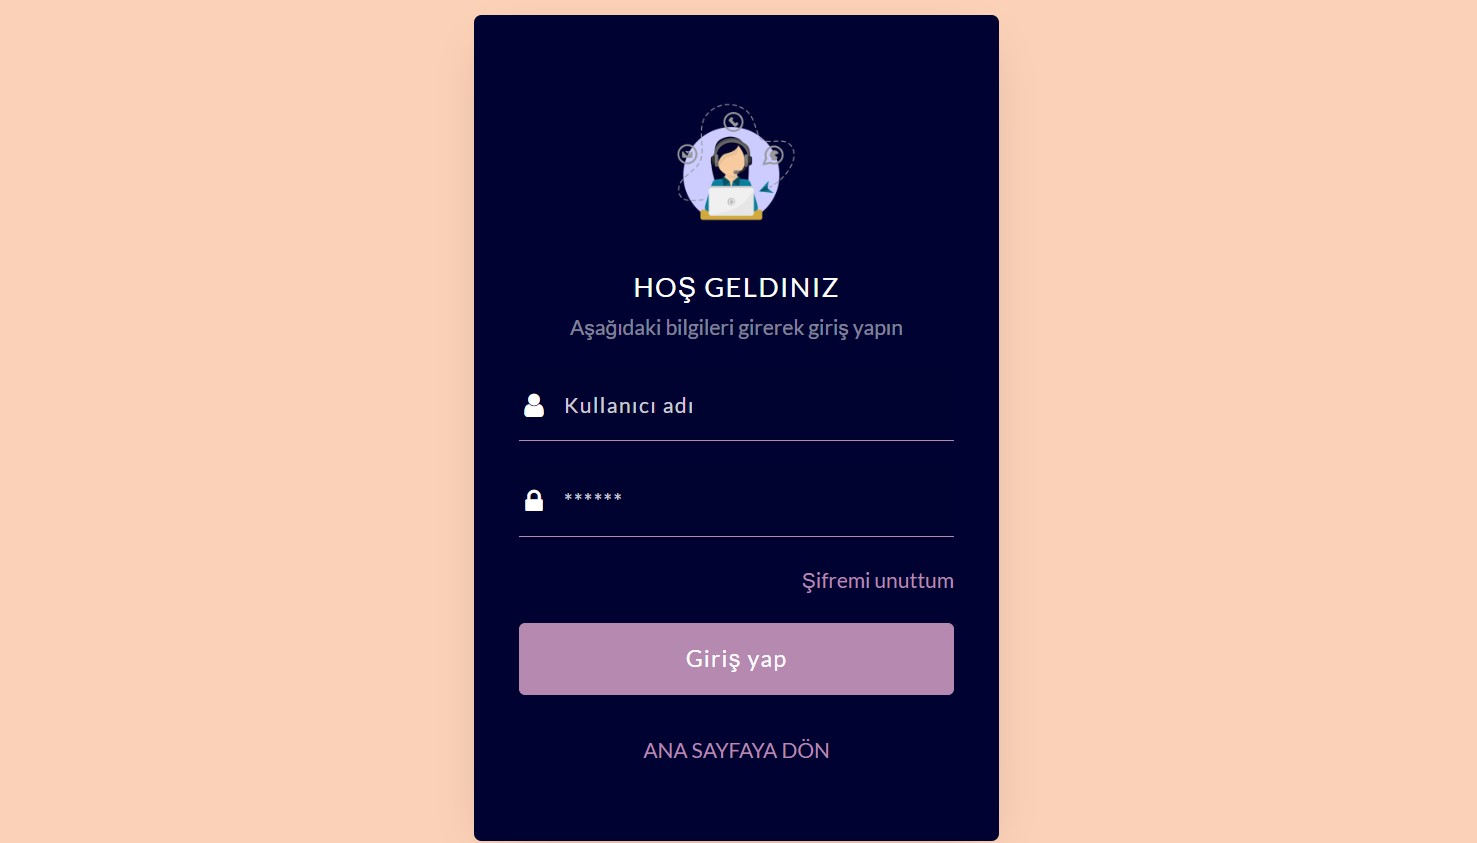 HOŞ GELDINIZ
Aşağıdaki bilgileri girerek giriş yapın
Kullanıcı adı
******
Şifremi unuttum
Giriş yap
ANA SAYFAYA DÖN